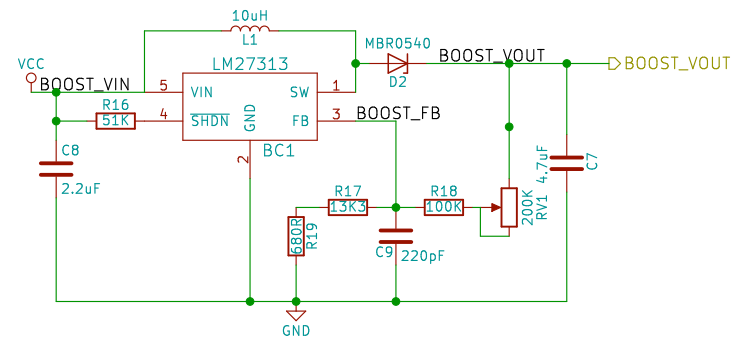 10uH
L1
MBR0540
D2
BOOST_VOUT
BOOST_VOUT
VCC
BOOST_VIN
LM27313
5
VIN
SW
1
R16
51K
4
SHDN
GND
FB
3
BOOST_FB
2
BC1
C8
2.2uF
4.7uF
C7
R17
13K3
R18
100K
200K
RV1
680R
R19
C9
220pF
GND